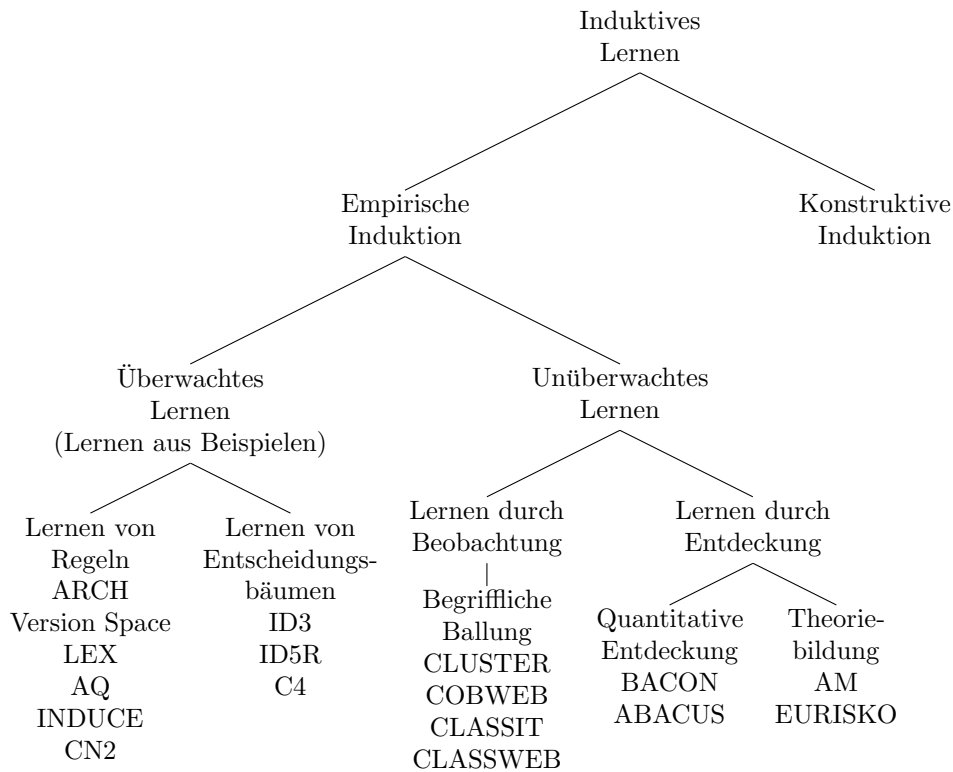 Induktives
Lernen
Empirische
Induktion
Konstruktive
Induktion
Überwachtes
Lernen
(Lernen aus Beispielen)
Unüberwachtes
Lernen
Lernen von
Regeln
ARCH
Version Space
LEX
AQ
INDUCE
CN2
Lernen von
Entscheidungs-
bäumen
ID3
ID5R
C4
Lernen durch
Beobachtung
Begriffliche
Ballung
CLUSTER
COBWEB
CLASSIT
CLASSWEB
Lernen durch
Entdeckung
Quantitative
Entdeckung
BACON
ABACUS
Theorie-
bildung
AM
EURISKO